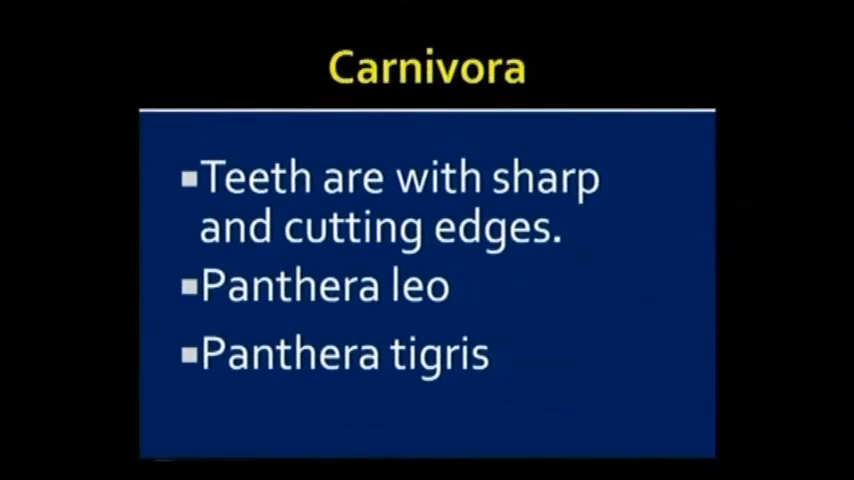 Carnivora
▪Teeth are with sharp
and cutting edges.
▪Panthera leo
▪Panthera tigris